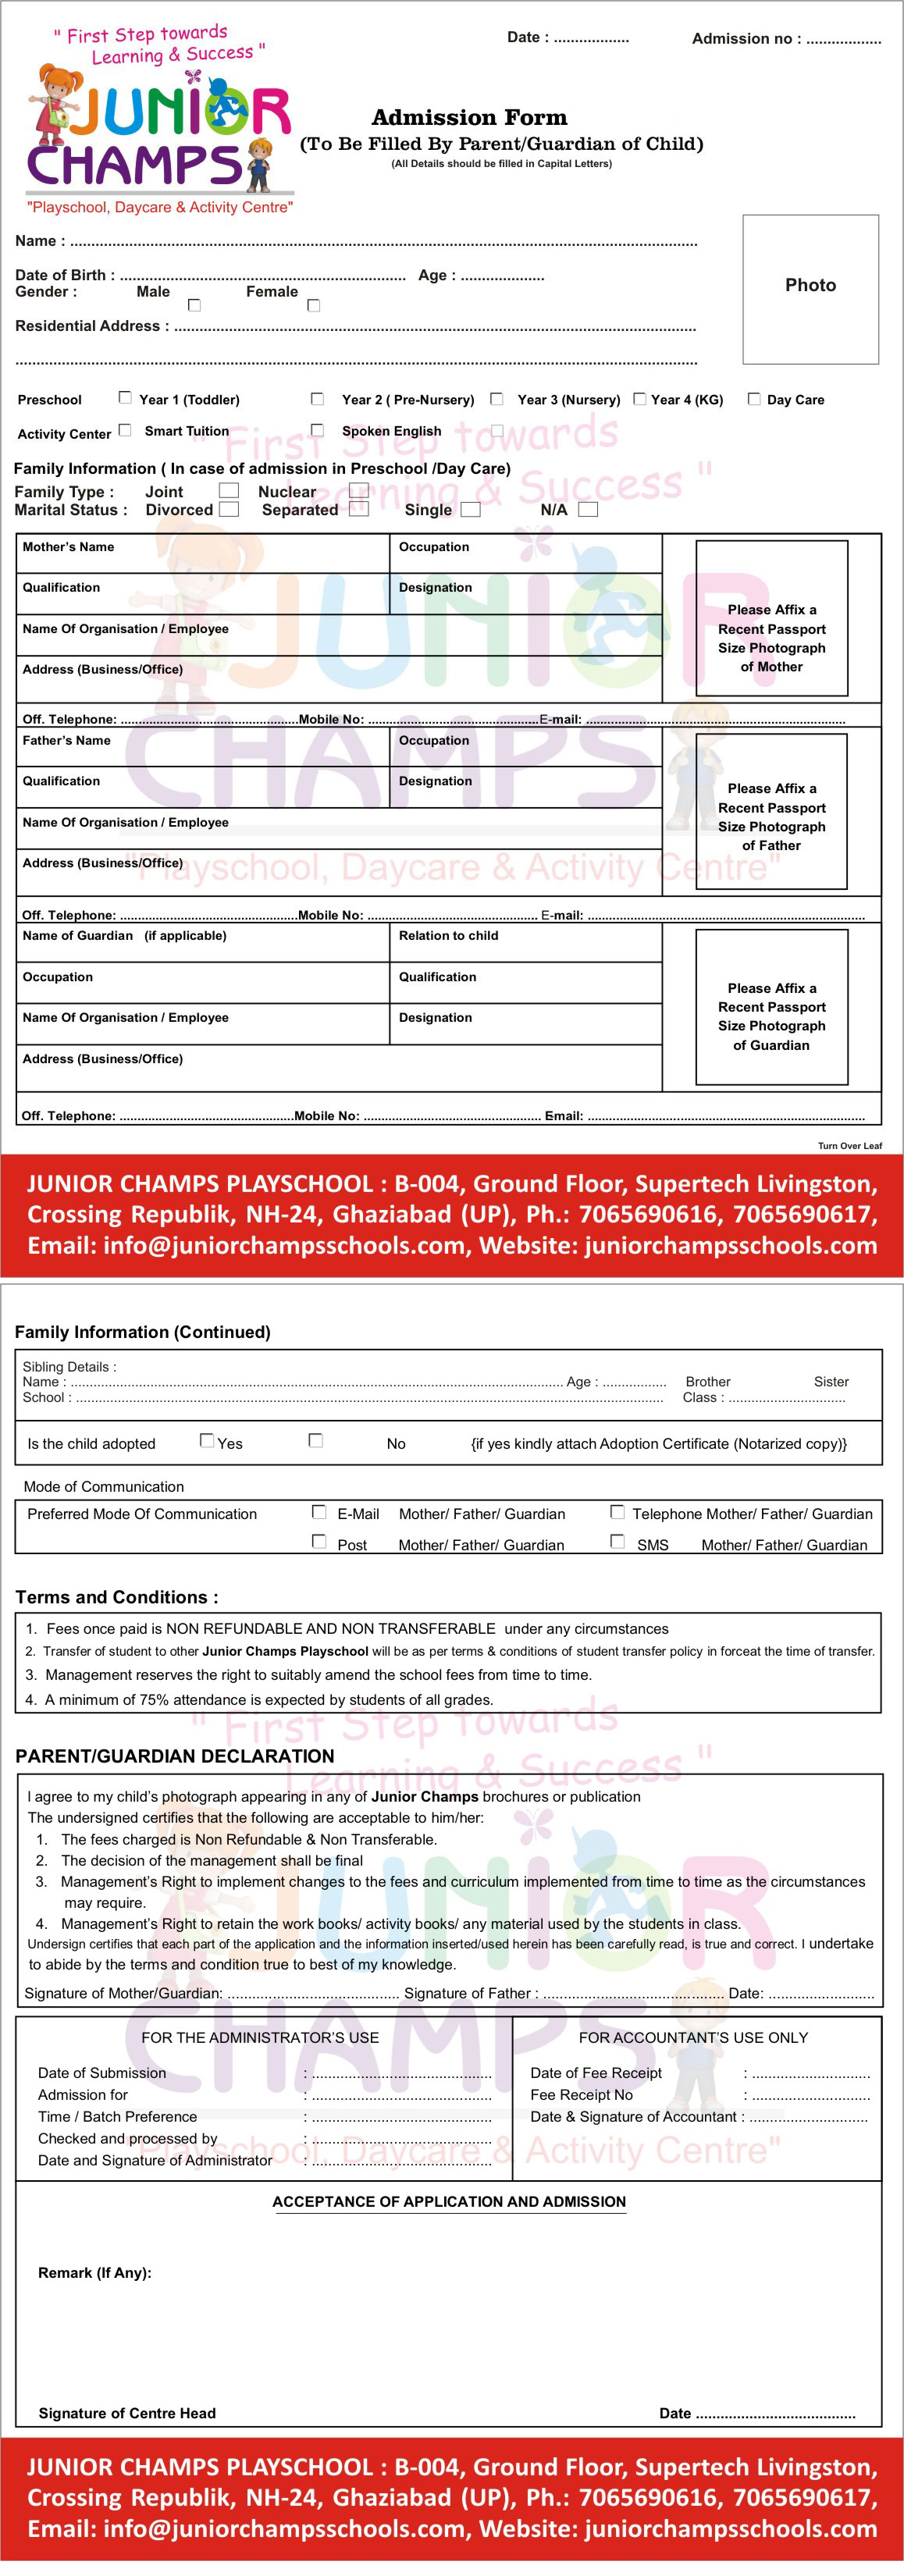 " First Step towards
Learning & Success "
JUNIOR
CHAMPS
"Playschool, Daycare & Activity Centre"
Date : .................. Admission no : ..................
Admission Form
(To Be Filled By Parent/Guardian of Child)
(All Details should be filled in Capital Letters)
Name : ....................................................................................................
Photo
Date of Birth : .................................................................... Age : ....................
Gender : Male Female
Residential Address : ....................................................................................................
....................................................................................................
Preschool Year 1 (Toddler) Year 2 ( Pre-Nursery) Year 3 (Nursery) Year 4 (KG) Day Care
Activity Center Smart Tuition Spoken English
" First Step towards
Learning & Success "
Family Information ( In case of admission in Preschool /Day Care)
Family Type : Joint Nuclear
Marital Status : Divorced Separated Single N/A
JUNIOR
CHAMPS
"Playschool, Daycare & Activity Centre"
Mother's Name Occupation
Qualification Designation
Name Of Organisation / Employee
Address (Business/Office)
Please Affix a
Recent Passport
Size Photograph
of Mother
Off. Telephone: ..................................................Mobile No: ................................................E-mail: ..................................................
Father's Name Occupation
Qualification Designation
Name Of Organisation / Employee
Address (Business/Office)
Please Affix a
Recent Passport
Size Photograph
of Father
Off. Telephone: ..................................................Mobile No: ................................................ E-mail: ..................................................
Name of Guardian (if applicable) Relation to child
Occupation Qualification
Name Of Organisation / Employee Designation
Address (Business/Office)
Please Affix a
Recent Passport
Size Photograph
of Guardian
Off. Telephone: ..................................................Mobile No: .................................................. Email: ..................................................
Turn Over Leaf
JUNIOR CHAMPS PLAYSCHOOL : B-004, Ground Floor, Supertech Livingston,
Crossing Republik, NH-24, Ghaziabad (UP), Ph.: 7065690616, 7065690617,
Email: info@juniorchampsschools.com, Website: juniorchampsschools.com
Family Information (Continued)
Sibling Details :
Name : .................................................................................................... Age : ................ Brother Sister
School : .................................................................................................... Class : .............................
Is the child adopted Yes No {if yes kindly attach Adoption Certificate (Notarized copy)}
Mode of Communication
Preferred Mode Of Communication E-Mail Mother/ Father/ Guardian Telephone Mother/ Father/ Guardian
Post Mother/ Father/ Guardian SMS Mother/ Father/ Guardian
Terms and Conditions :
1. Fees once paid is NON REFUNDABLE AND NON TRANSFERABLE under any circumstances
2. Transfer of student to other Junior Champs Playschool will be as per terms & conditions of student transfer policy in forceat the time of transfer.
3. Management reserves the right to suitably amend the school fees from time to time.
4. A minimum of 75% attendance is expected by students of all grades.
" First Step towards
Learning & Success "
PARENT/GUARDIAN DECLARATION
I agree to my child's photograph appearing in any of Junior Champs brochures or publication
The undersigned certifies that the following are acceptable to him/her:
1. The fees charged is Non Refundable & Non Transferable.
2. The decision of the management shall be final
3. Management's Right to implement changes to the fees and curriculum implemented from time to time as the circumstances
may require.
4. Management's Right to retain the work books/ activity books/ any material used by the students in class.
Undersign certifies that each part of the application and the information inserted/used herein has been carefully read, is true and correct. I undertake
to abide by the terms and condition true to best of my knowledge.
Signature of Mother/Guardian: .......................................... Signature of Father : ............................................ Date: ..........................
JUNIOR
CHAMPS
"Playschool, Daycare & Activity Centre"
FOR THE ADMINISTRATOR'S USE
Date of Submission : ............................................
Admission for : ............................................
Time / Batch Preference : ............................................
Checked and processed by : ............................................
Date and Signature of Administrator : ............................................
FOR ACCOUNTANT'S USE ONLY
Date of Fee Receipt : .............................
Fee Receipt No : .............................
Date & Signature of Accountant : .............................
ACCEPTANCE OF APPLICATION AND ADMISSION
Remark (If Any):
Signature of Centre Head Date ......................................
JUNIOR CHAMPS PLAYSCHOOL : B-004, Ground Floor, Supertech Livingston,
Crossing Republik, NH-24, Ghaziabad (UP), Ph.: 7065690616, 7065690617,
Email: info@juniorchampsschools.com, Website: juniorchampsschools.com